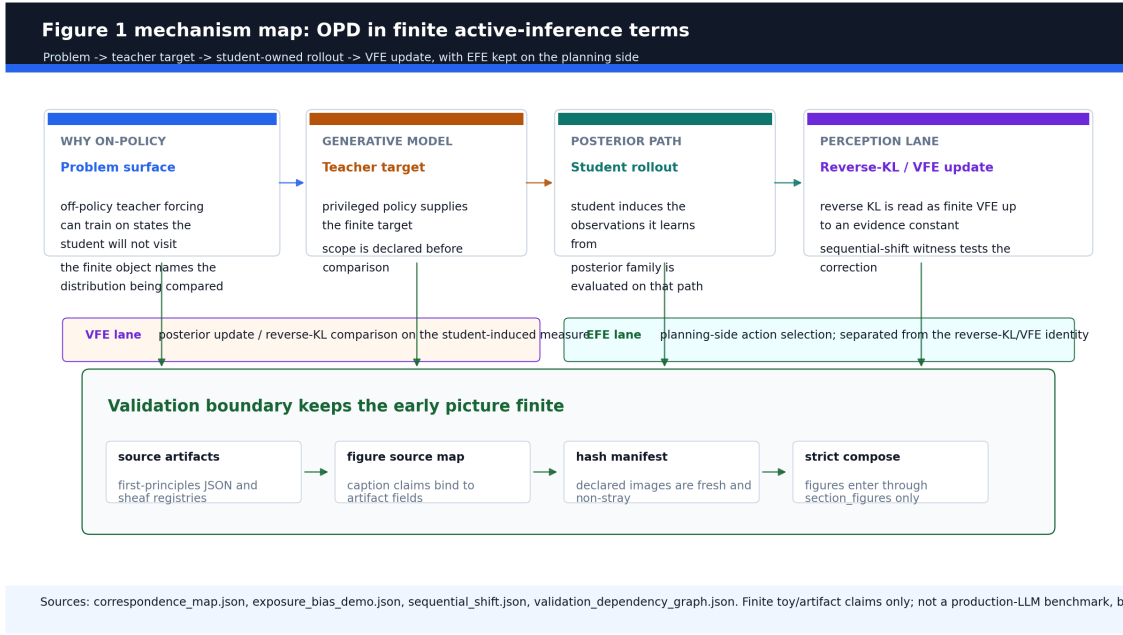 Figure 1 mechanism map: OPD in finite active-inference terms
Problem -> teacher target -> student-owned rollout -> VFE update, with EFE kept on the planning side
WHY ON-POLICY
Problem surface
off-policy teacher forcing
can train on states the
student will not visit
the finite object names the
distribution being compared
GENERATIVE MODEL
Teacher target
privileged policy supplies
the finite target
scope is declared before
comparison
POSTERIOR PATH
Student rollout
student induces the
observations it learns
from
posterior family is
evaluated on that path
PERCEPTION LANE
Reverse-KL / VFE update
reverse KL is read as finite VFE up
to an evidence constant
sequential-shift witness tests the
correction
VFE lane posterior update / reverse-KL comparison on the student-induced measure
EFE lane planning-side action selection; separated from the reverse-KL/VFE identity
Validation boundary keeps the early picture finite
source artifacts
first-principles JSON and
sheaf registries
figure source map
caption claims bind to
artifact fields
hash manifest
declared images are fresh and
non-stray
strict compose
figures enter through
section_figures only
Sources: correspondence_map.json, exposure_bias_demo.json, sequential_shift.json, validation_dependency_graph.json. Finite toy/artifact claims only; not a production-LLM benchmark,